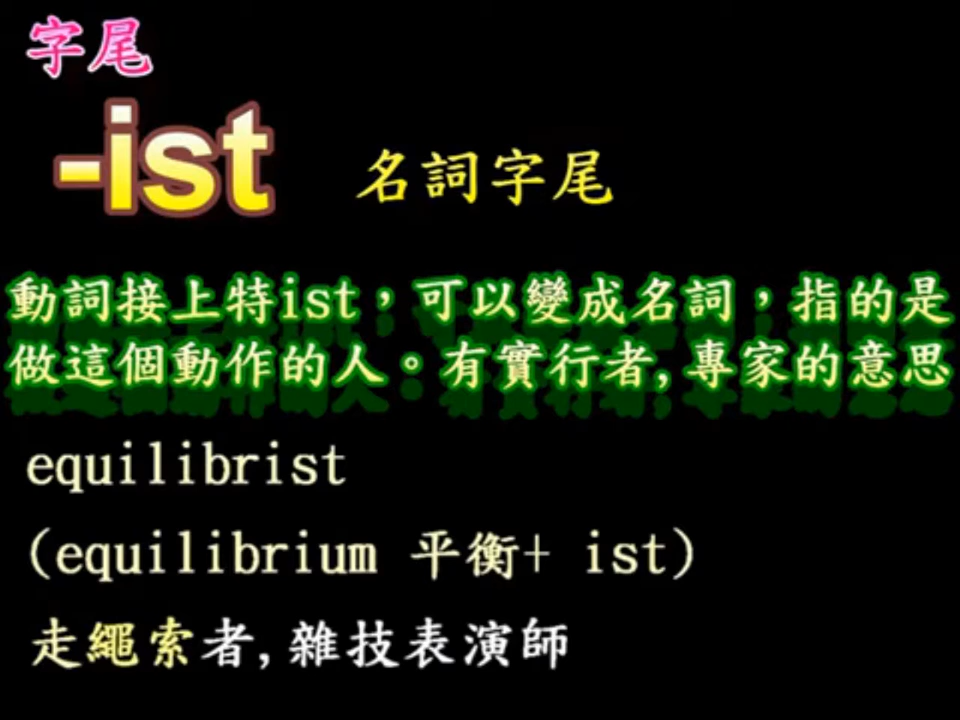 字尾
-ist 名詞字尾
動詞接上特ist，可以變成名詞，指的是
做這個動作的人。有實行者,專家的意思
equilibrist
(equilibrium 平衡+ ist)
走繩索者,雜技表演師